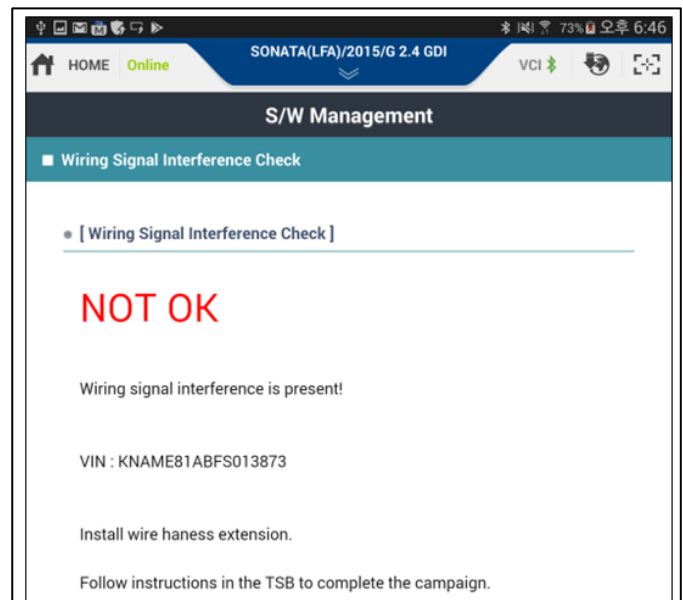 73% 오후 6:46
HOME Online SONATA(LFA)/2015/G 2.4 GDI VCI
S/W Management
Wiring Signal Interference Check
[ Wiring Signal Interference Check ]
NOT OK
Wiring signal interference is present!
VIN : KNAME81ABFS013873
Install wire haness extension.
Follow instructions in the TSB to complete the campaign.